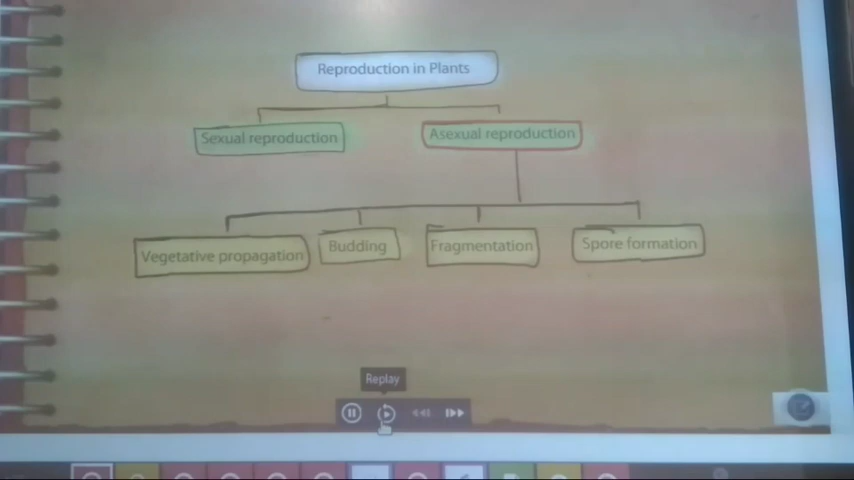 Reproduction in Plants
Sexual reproduction
Asexual reproduction
Vegetative propagation
Budding
Fragmentation
Spore formation
Replay